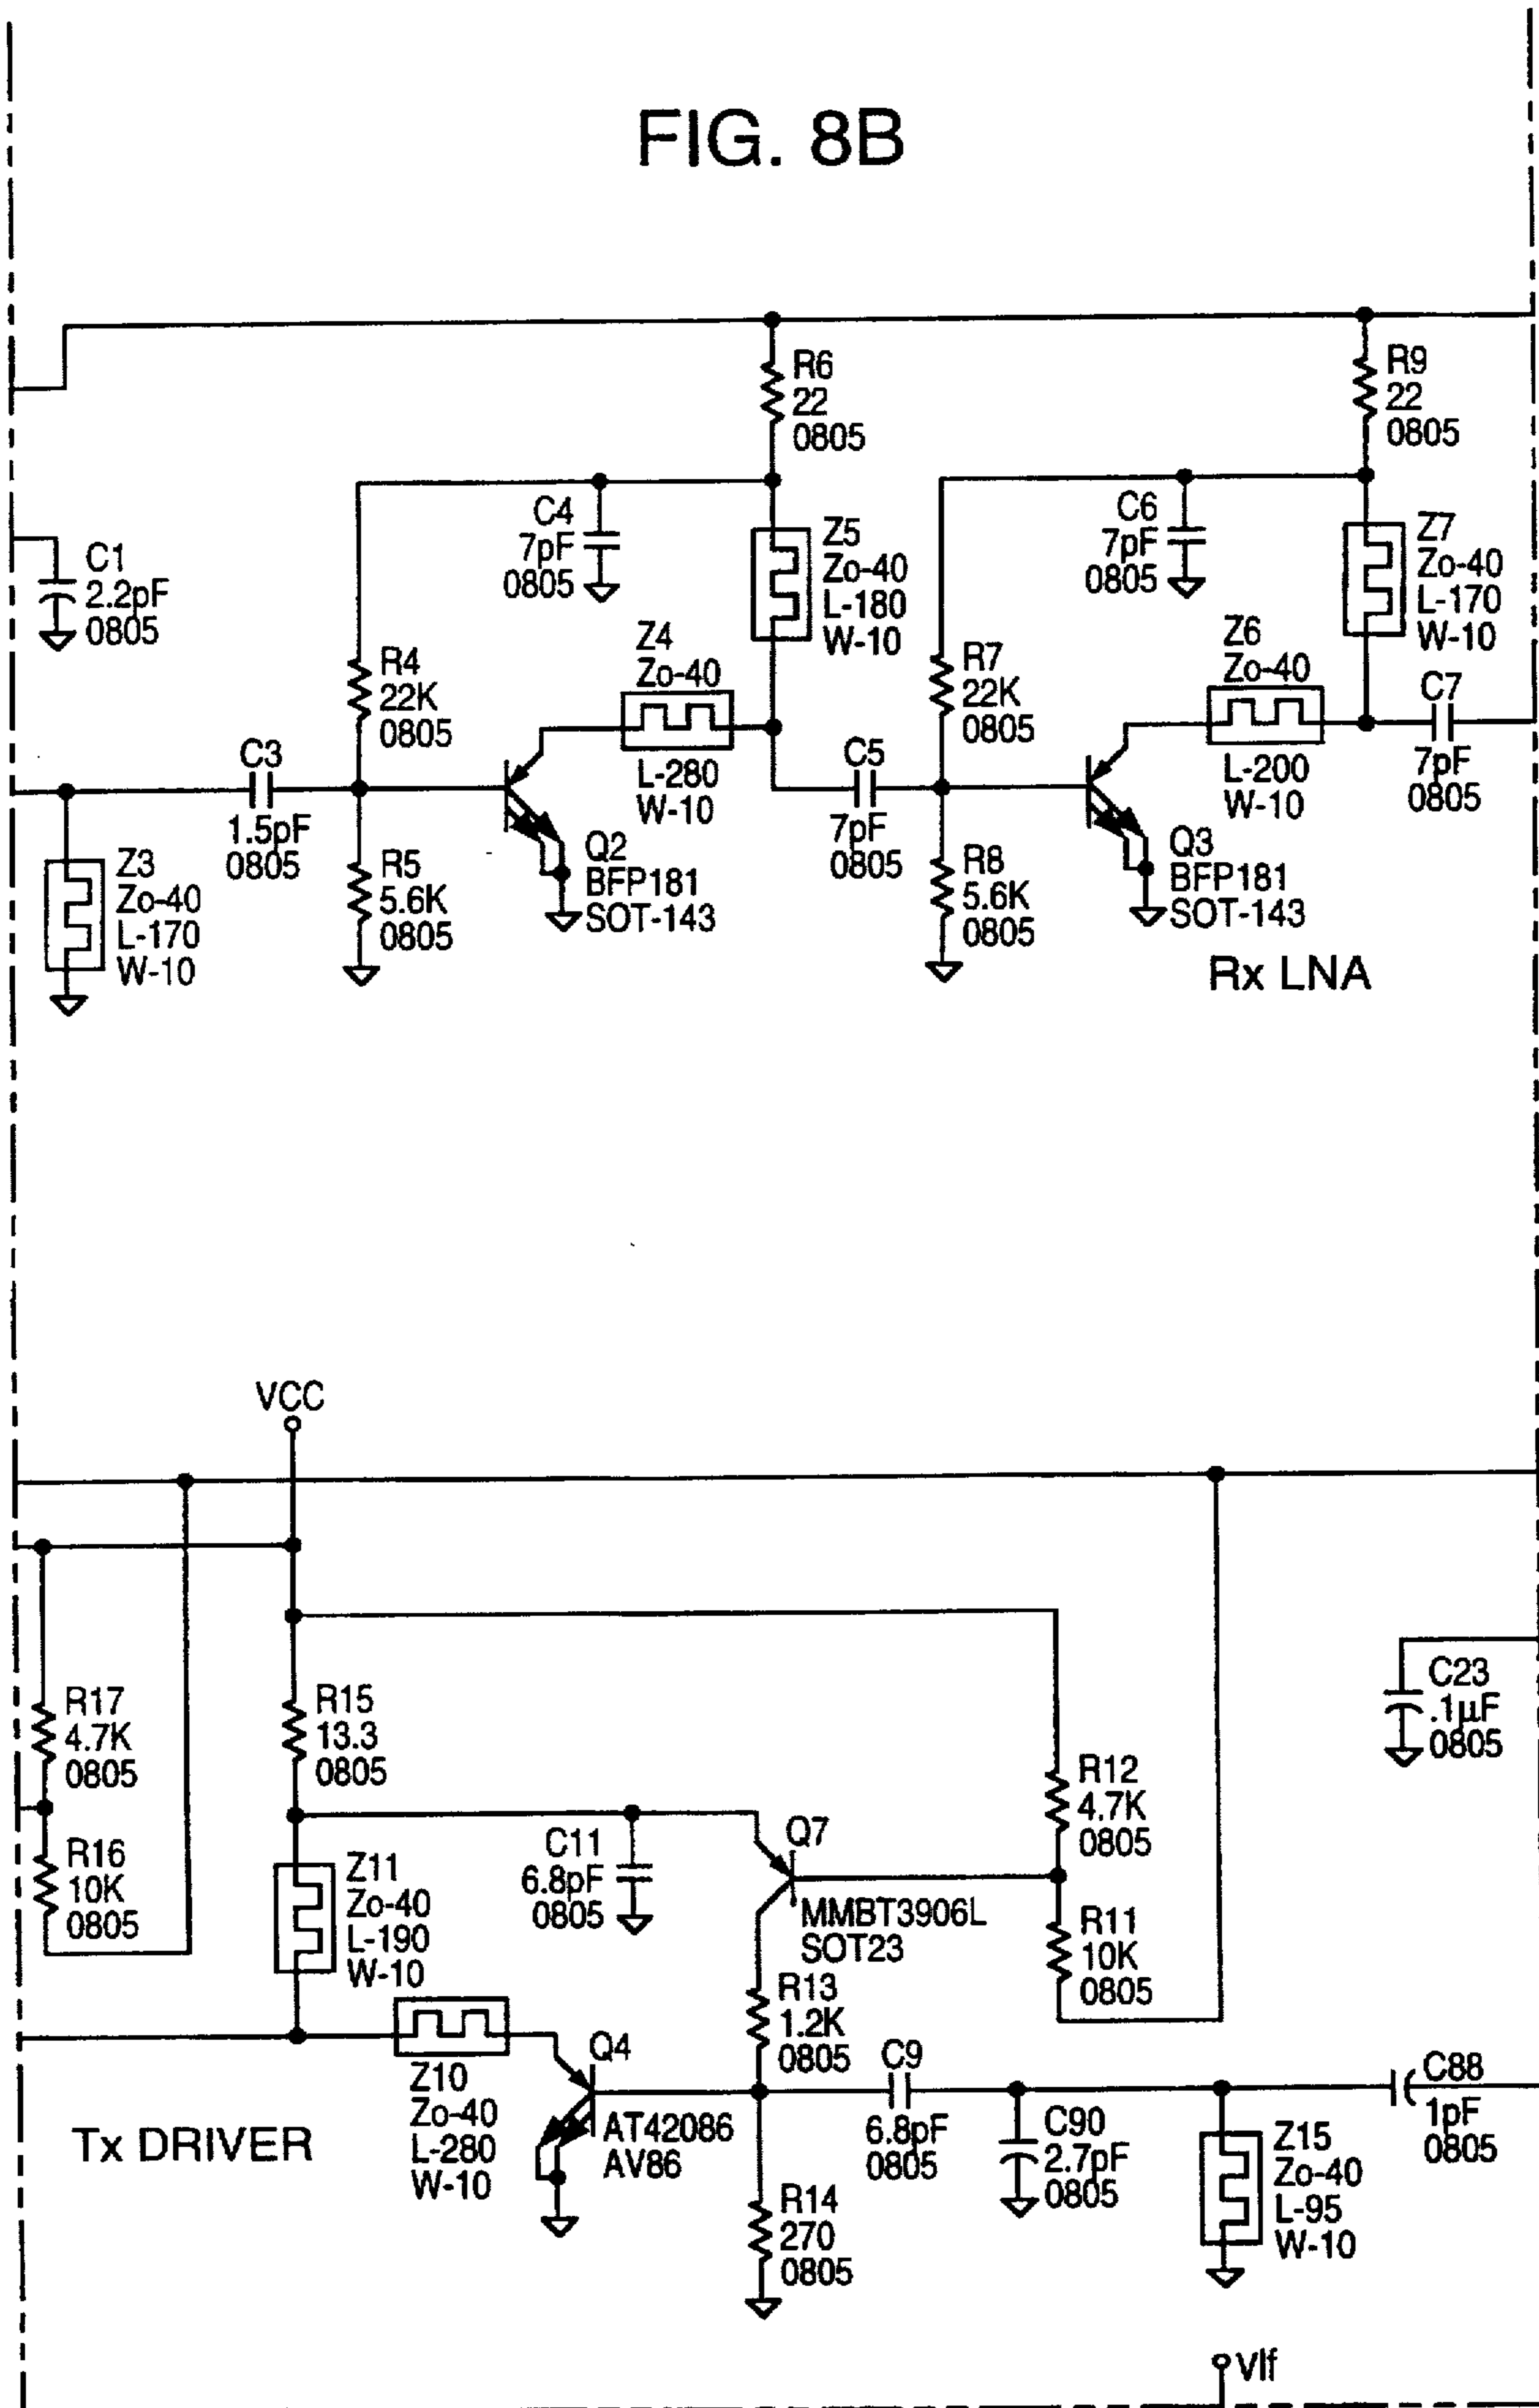 FIG. 8B
R6
22
0805
R9
22
0805
C1
2.2pF
0805
C4
7pF
0805
Z5
Zo-40
L-180
W-10
C6
7pF
0805
Z7
Zo-40
L-170
W-10
R4
22K
0805
Z4
Zo-40
L-280
W-10
R7
22K
0805
Z6
Zo-40
L-200
W-10
C7
7pF
0805
C3
1.5pF
0805
C5
7pF
0805
Z3
Zo-40
L-170
W-10
R5
5.6K
0805
Q2
BFP181
SOT-143
R8
5.6K
0805
Q3
BFP181
SOT-143
Rx LNA
VCC
R17
4.7K
0805
R15
13.3
0805
C23
.1µF
0805
R12
4.7K
0805
R16
10K
0805
Z11
Zo-40
L-190
W-10
C11
6.8pF
0805
Q7
MMBT3906L
SOT23
R11
10K
0805
R13
1.2K
0805
Z10
Zo-40
L-280
W-10
Q4
AT42086
AV86
C9
6.8pF
0805
C90
2.7pF
0805
C88
1pF
0805
Tx DRIVER
Z15
Zo-40
L-95
W-10
R14
270
0805
Vlf